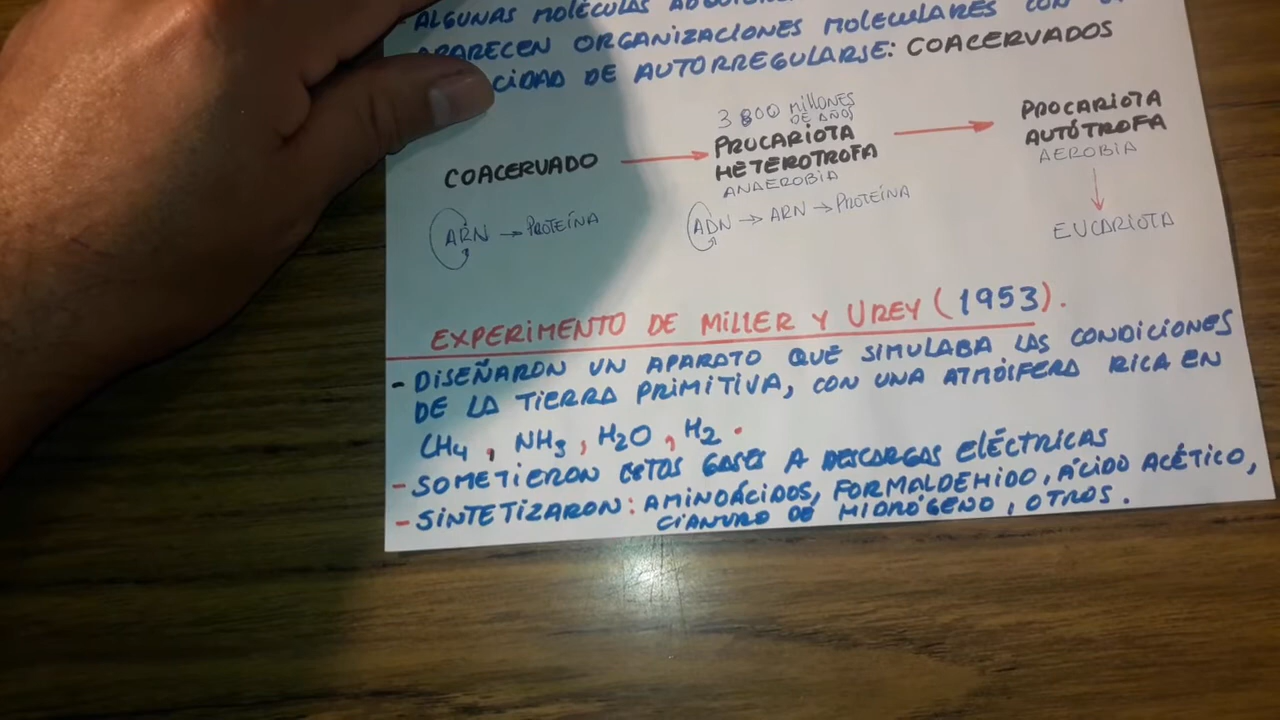 ALGUNAS MOLÉCULAS
APARECEN ORGANIZACIONES MOLECULARES CON
CIDAD DE AUTORREGULARSE: COACERVADOS
3800 MILLONES
DE AÑOS
COACERVADO → PROCARIOTA
HETEROTROFA
ANAEROBIA
→ PROCARIOTA
AUTÓTROFA
AEROBIA
ARN → PROTEÍNA
ADN → ARN → PROTEÍNA
EUCARIOTA
EXPERIMENTO DE MILLER Y UREY (1953).
- DISEÑARON UN APARATO QUE SIMULABA LAS CONDICIONES
DE LA TIERRA PRIMITIVA, CON UNA ATMÓSFERA RICA EN
CH4, NH3, H2O, H2.
- SOMETIERON ESTOS GASES A DESCARGAS ELÉCTRICAS
- SINTETIZARON: AMINOÁCIDOS, FORMALDEHIDO, ÁCIDO ACÉTICO,
CIANURO DE HIDRÓGENO, OTROS.